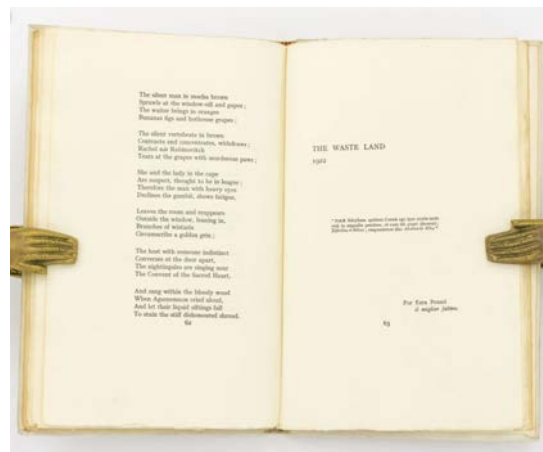 The silent man in mocha brown
Sprawls at the window-sill and gapes;
The waiter brings in oranges
Bananas figs and hothouse grapes;
The silent vertebrate in brown
Contracts and concentrates, withdraws;
Rachel née Rabinovitch
Tears at the grapes with murderous paws;
She and the lady in the cape
Are suspect, thought to be in league;
Therefore the man with heavy eyes
Declines the gambit, shows fatigue,
Leaves the room and reappears
Outside the window, leaning in,
Branches of wistaria
Circumscribe a golden grin;
The host with someone indistinct
Converses at the door apart,
The nightingales are singing near
The Convent of the Sacred Heart,
And sang within the bloody wood
When Agamemnon cried aloud,
And let their liquid siftings fall
To stain the stiff dishonoured shroud.
62
THE WASTE LAND
1922
For Ezra Pound
il miglior fabbro.
63